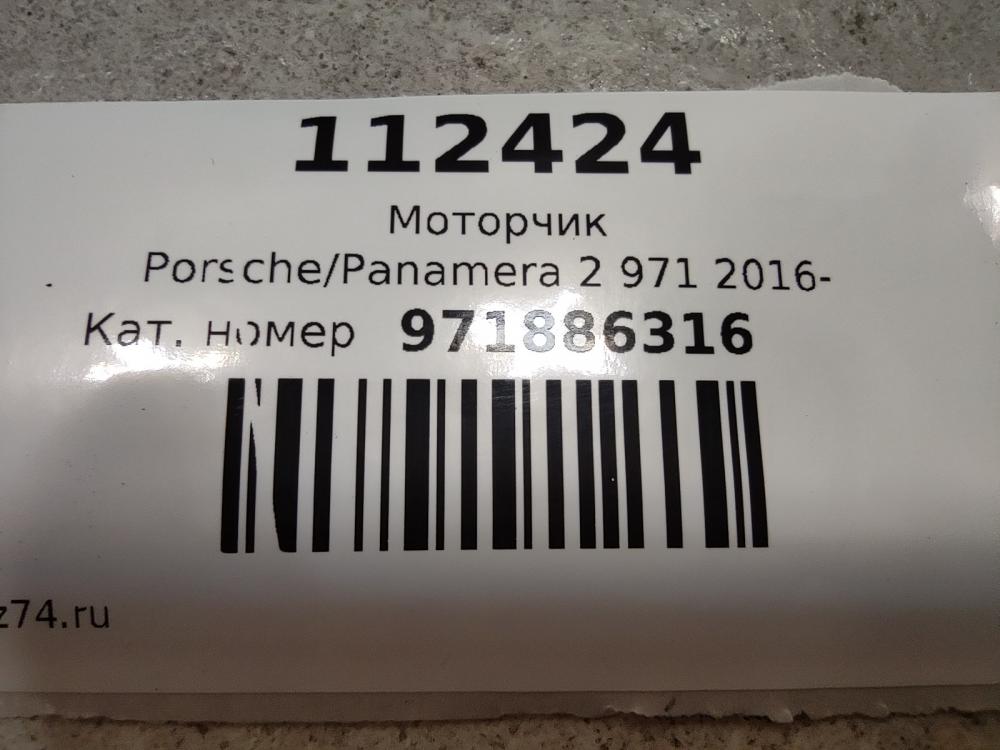 112424
Моторчик
Porsche/Panamera 2 971 2016-
Кат. номер 971886316
z74.ru